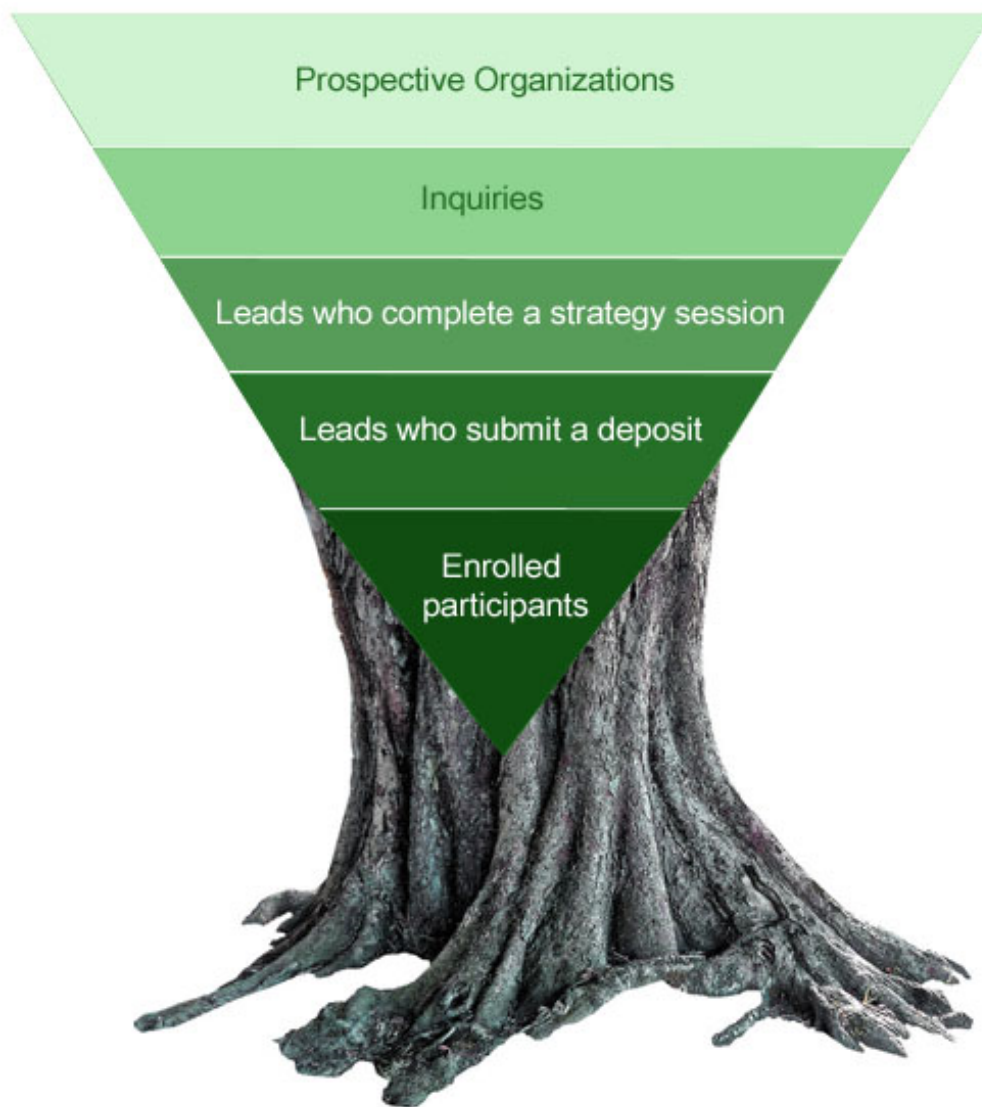 Prospective Organizations
Inquiries
Leads who complete a strategy session
Leads who submit a deposit
Enrolled
participants